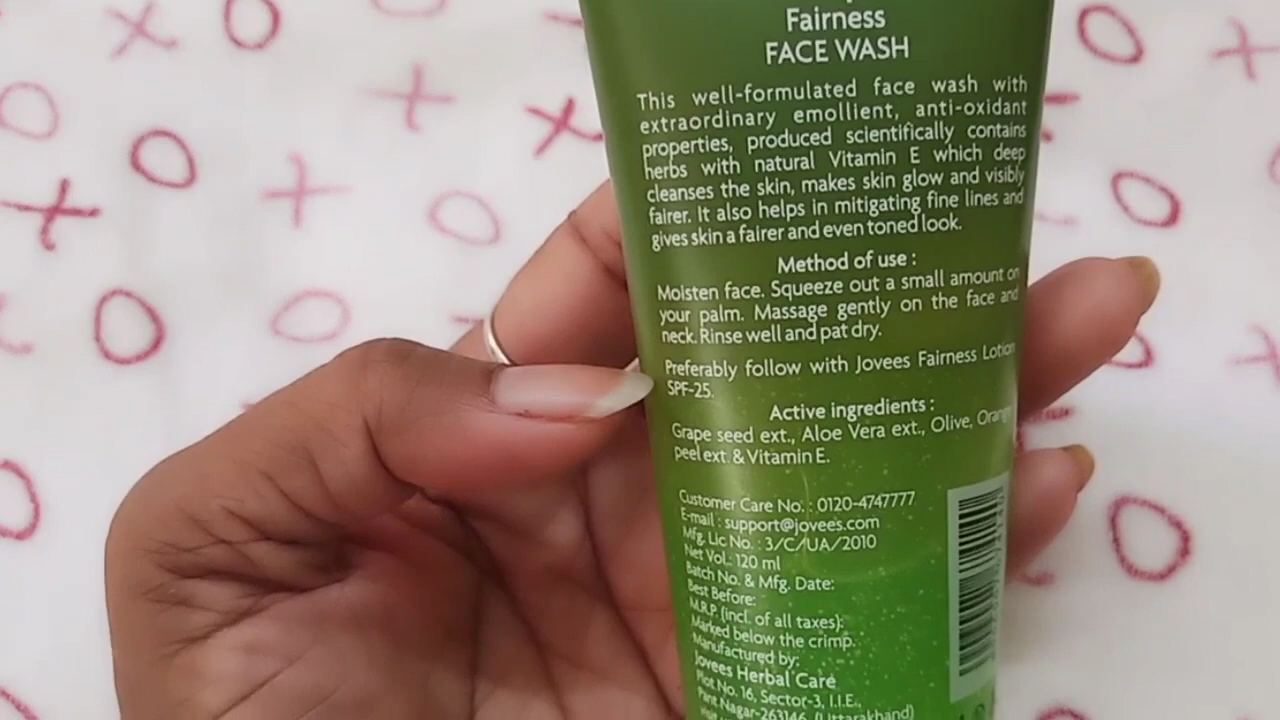 Fairness
FACE WASH
This well-formulated face wash with
extraordinary emollient, anti-oxidant
properties, produced scientifically contains
herbs with natural Vitamin E which deep
cleanses the skin, makes skin glow and visibly
fairer. It also helps in mitigating fine lines and
gives skin a fairer and even toned look.
Method of use :
Moisten face. Squeeze out a small amount on
your palm. Massage gently on the face and
neck. Rinse well and pat dry.
Preferably follow with Jovees Fairness Lotion
SPF-25.
Active ingredients :
Grape seed ext., Aloe Vera ext., Olive, Orange
peel ext. & Vitamin E.
Customer Care No. : 0120-4747777
E-mail : support@jovees.com
Mfg. Lic No. : 3/C/UA/2010
Net Vol.: 120 ml
Batch No. & Mfg. Date:
Best Before:
M.R.P. (incl. of all taxes):
Marked below the crimp.
Manufactured by:
Jovees Herbal Care
Plot No. 16, Sector-3, I.I.E.,
Pant Nagar-263146, (Uttarakhand)